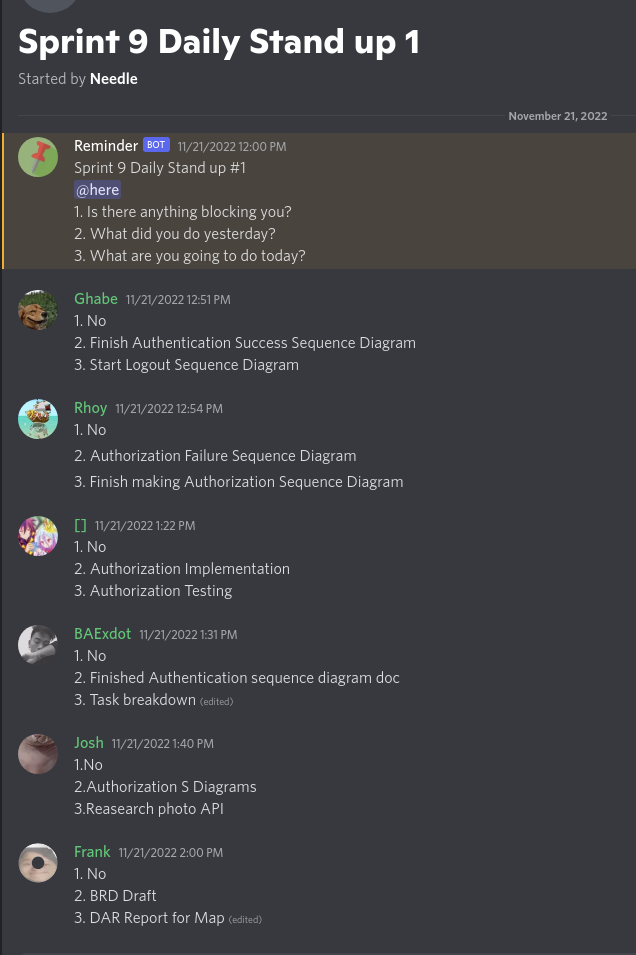 Sprint 9 Daily Stand up 1
Started by Needle
November 21, 2022
Reminder BOT 11/21/2022 12:00 PM
Sprint 9 Daily Stand up #1
@here
1. Is there anything blocking you?
2. What did you do yesterday?
3. What are you going to do today?
Ghabe 11/21/2022 12:51 PM
1. No
2. Finish Authentication Success Sequence Diagram
3. Start Logout Sequence Diagram
Rhoy 11/21/2022 12:54 PM
1. No
2. Authorization Failure Sequence Diagram
3. Finish making Authorization Sequence Diagram
[] 11/21/2022 1:22 PM
1. No
2. Authorization Implementation
3. Authorization Testing
BAExdot 11/21/2022 1:31 PM
1. No
2. Finished Authentication sequence diagram doc
3. Task breakdown (edited)
Josh 11/21/2022 1:40 PM
1.No
2.Authorization S Diagrams
3.Reasearch photo API
Frank 11/21/2022 2:00 PM
1. No
2. BRD Draft
3. DAR Report for Map (edited)